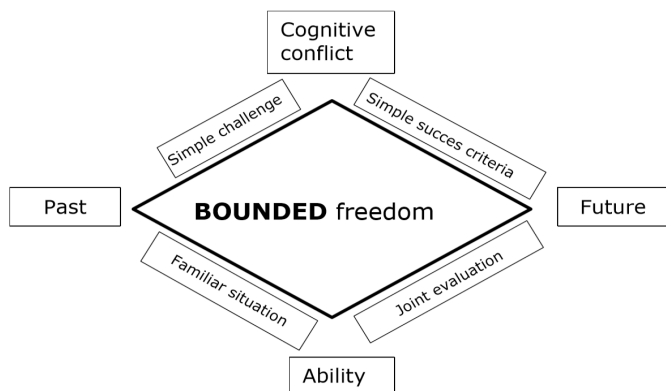 Cognitive
conflict
Simple challenge
Simple succes criteria
Past
BOUNDED freedom
Future
Familiar situation
Joint evaluation
Ability